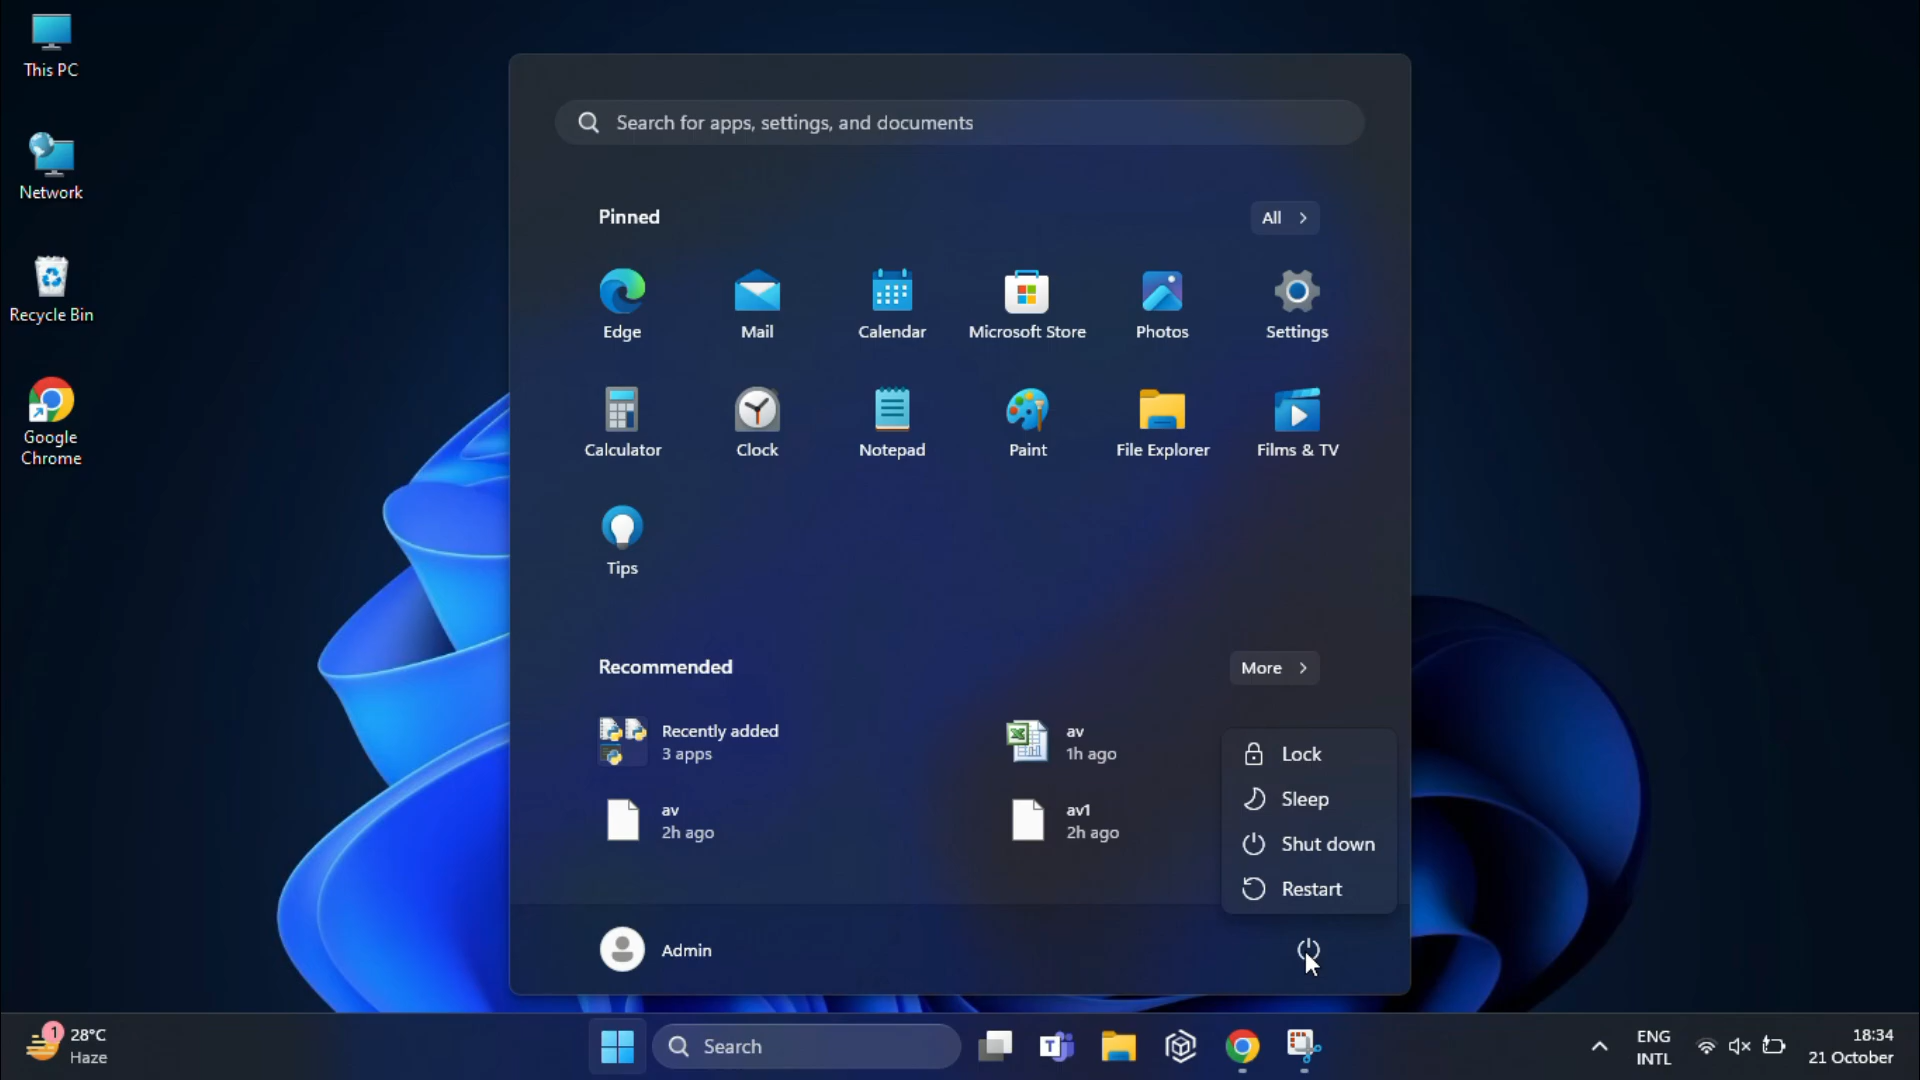 This PC
Network
Recycle Bin
Google
Chrome
Search for apps, settings, and documents
Pinned
All
Edge
Mail
Calendar
Microsoft Store
Photos
Settings
Calculator
Clock
Notepad
Paint
File Explorer
Films & TV
Tips
Recommended
More
Recently added
3 apps
av
1h ago
av
2h ago
av1
2h ago
Lock
Sleep
Shut down
Restart
Admin
1
28°C
Haze
Search
T
ENG
INTL
18:34
21 October